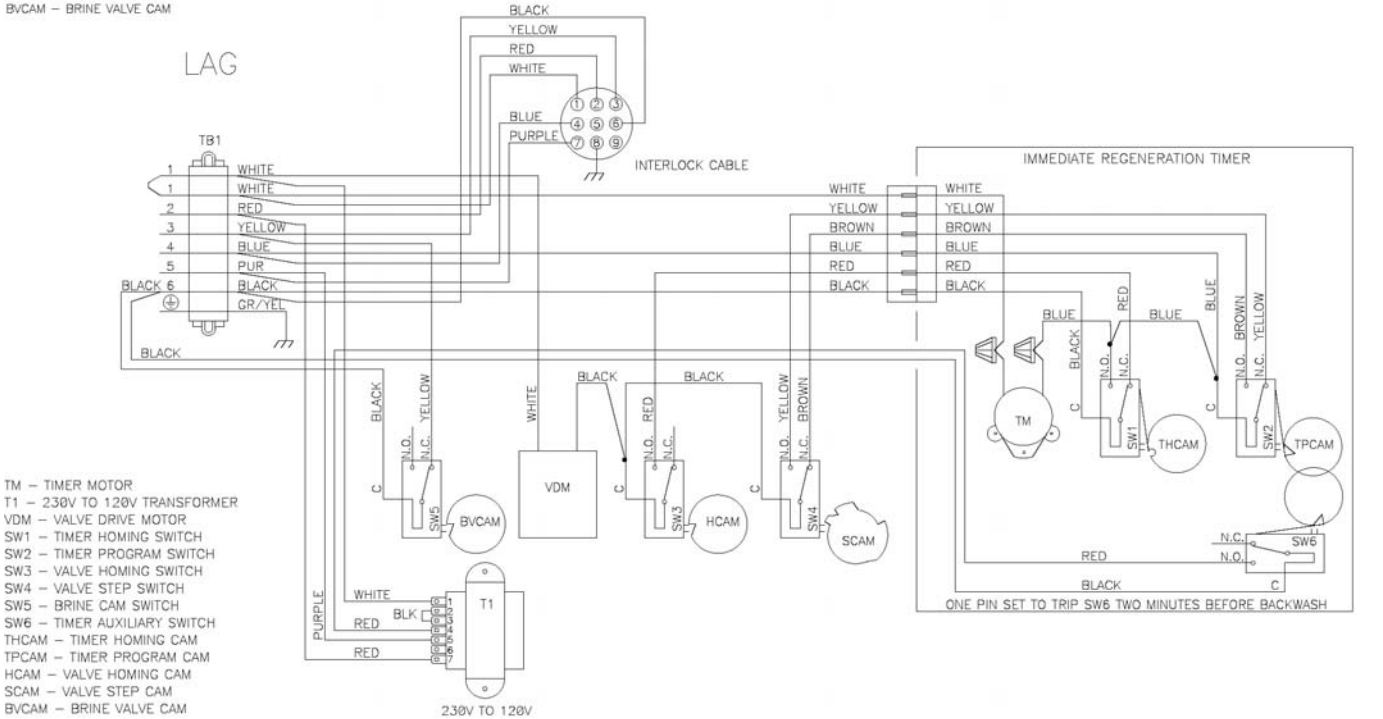 BVCAM – BRINE VALVE CAM
LAG
BLACK
YELLOW
RED
WHITE
BLUE
PURPLE
1 2 3
4 5 6
7 8 9
INTERLOCK CABLE
TB1
1 WHITE
1 WHITE
2 RED
3 YELLOW
4 BLUE
5 PUR
BLACK 6 BLACK
GR/YEL
BLACK
IMMEDIATE REGENERATION TIMER
WHITE WHITE
YELLOW YELLOW
BROWN BROWN
BLUE BLUE
RED RED
BLACK BLACK
BLUE
BLACK
RED
BLUE
BLUE
BROWN
YELLOW
N.O.
N.C.
N.O.
N.C.
C
C
TM
SW1
THCAM
SW2
TPCAM
BLACK
YELLOW
WHITE
BLACK
RED
BLACK
YELLOW
BROWN
N.O.
N.C.
N.O.
N.C.
N.O.
N.C.
C
SW5
BVCAM
VDM
C
SW3
HCAM
C
SW4
SCAM
N.C.
SW6
N.O.
RED
BLACK
C
ONE PIN SET TO TRIP SW6 TWO MINUTES BEFORE BACKWASH
PURPLE
WHITE
BLK
RED
RED
1
2
3
4
5
6
7
T1
230V TO 120V
TM – TIMER MOTOR
T1 – 230V TO 120V TRANSFORMER
VDM – VALVE DRIVE MOTOR
SW1 – TIMER HOMING SWITCH
SW2 – TIMER PROGRAM SWITCH
SW3 – VALVE HOMING SWITCH
SW4 – VALVE STEP SWITCH
SW5 – BRINE CAM SWITCH
SW6 – TIMER AUXILIARY SWITCH
THCAM – TIMER HOMING CAM
TPCAM – TIMER PROGRAM CAM
HCAM – VALVE HOMING CAM
SCAM – VALVE STEP CAM
BVCAM – BRINE VALVE CAM